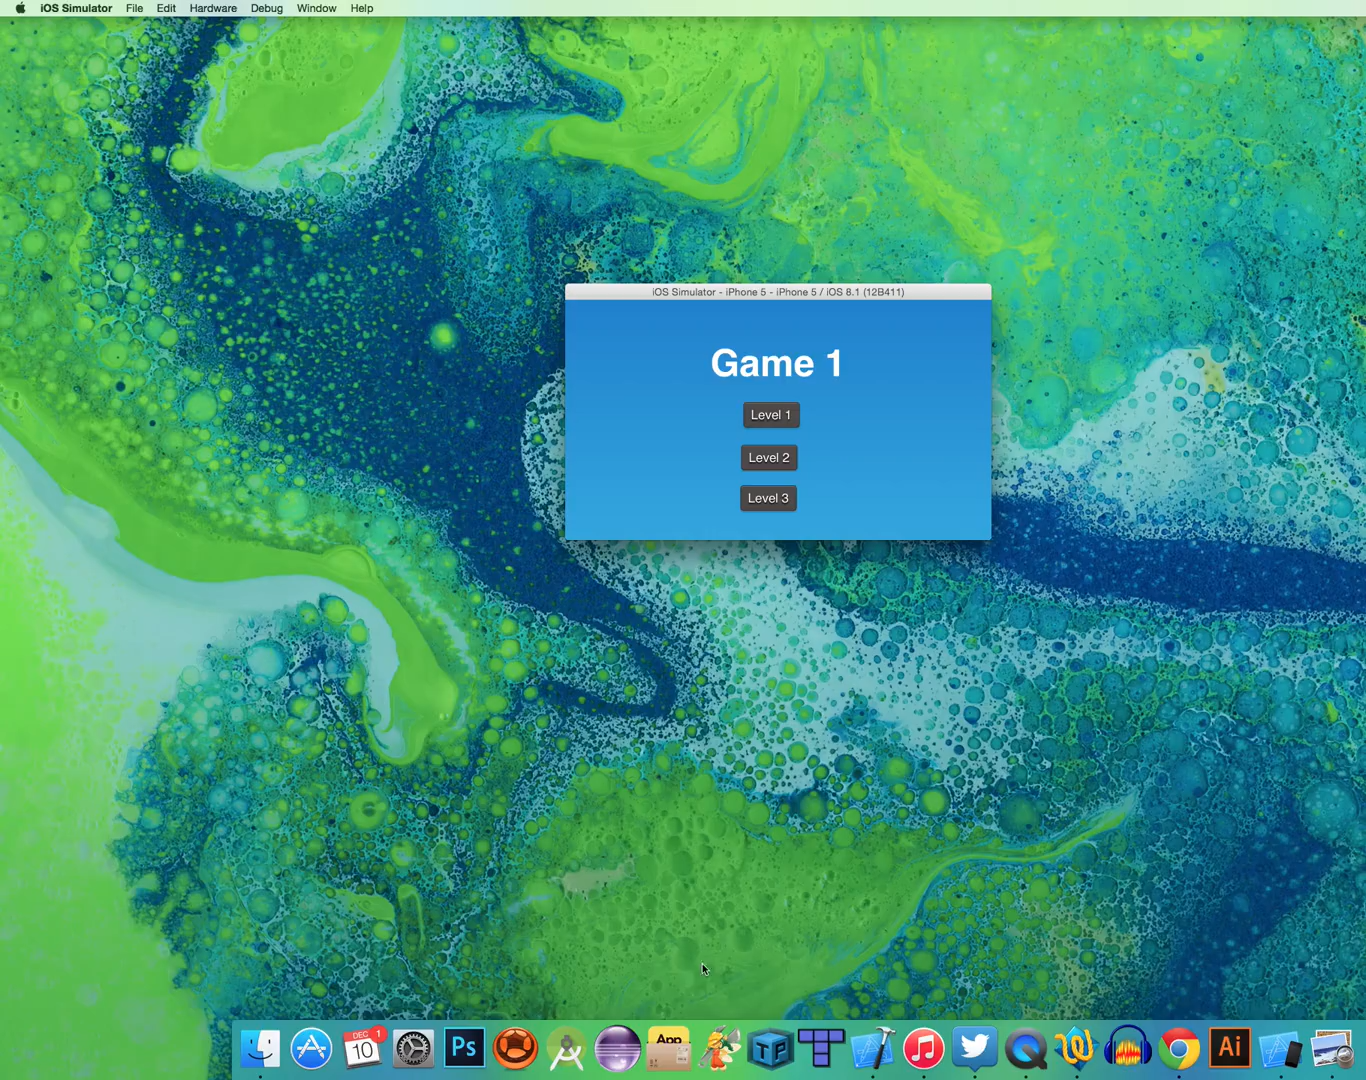 iOS Simulator File Edit Hardware Debug Window Help
iOS Simulator - iPhone 5 - iPhone 5 / iOS 8.1 (12B411)
Game 1
Level 1
Level 2
Level 3
DEC 1
10
Ps
App
TP
Ai